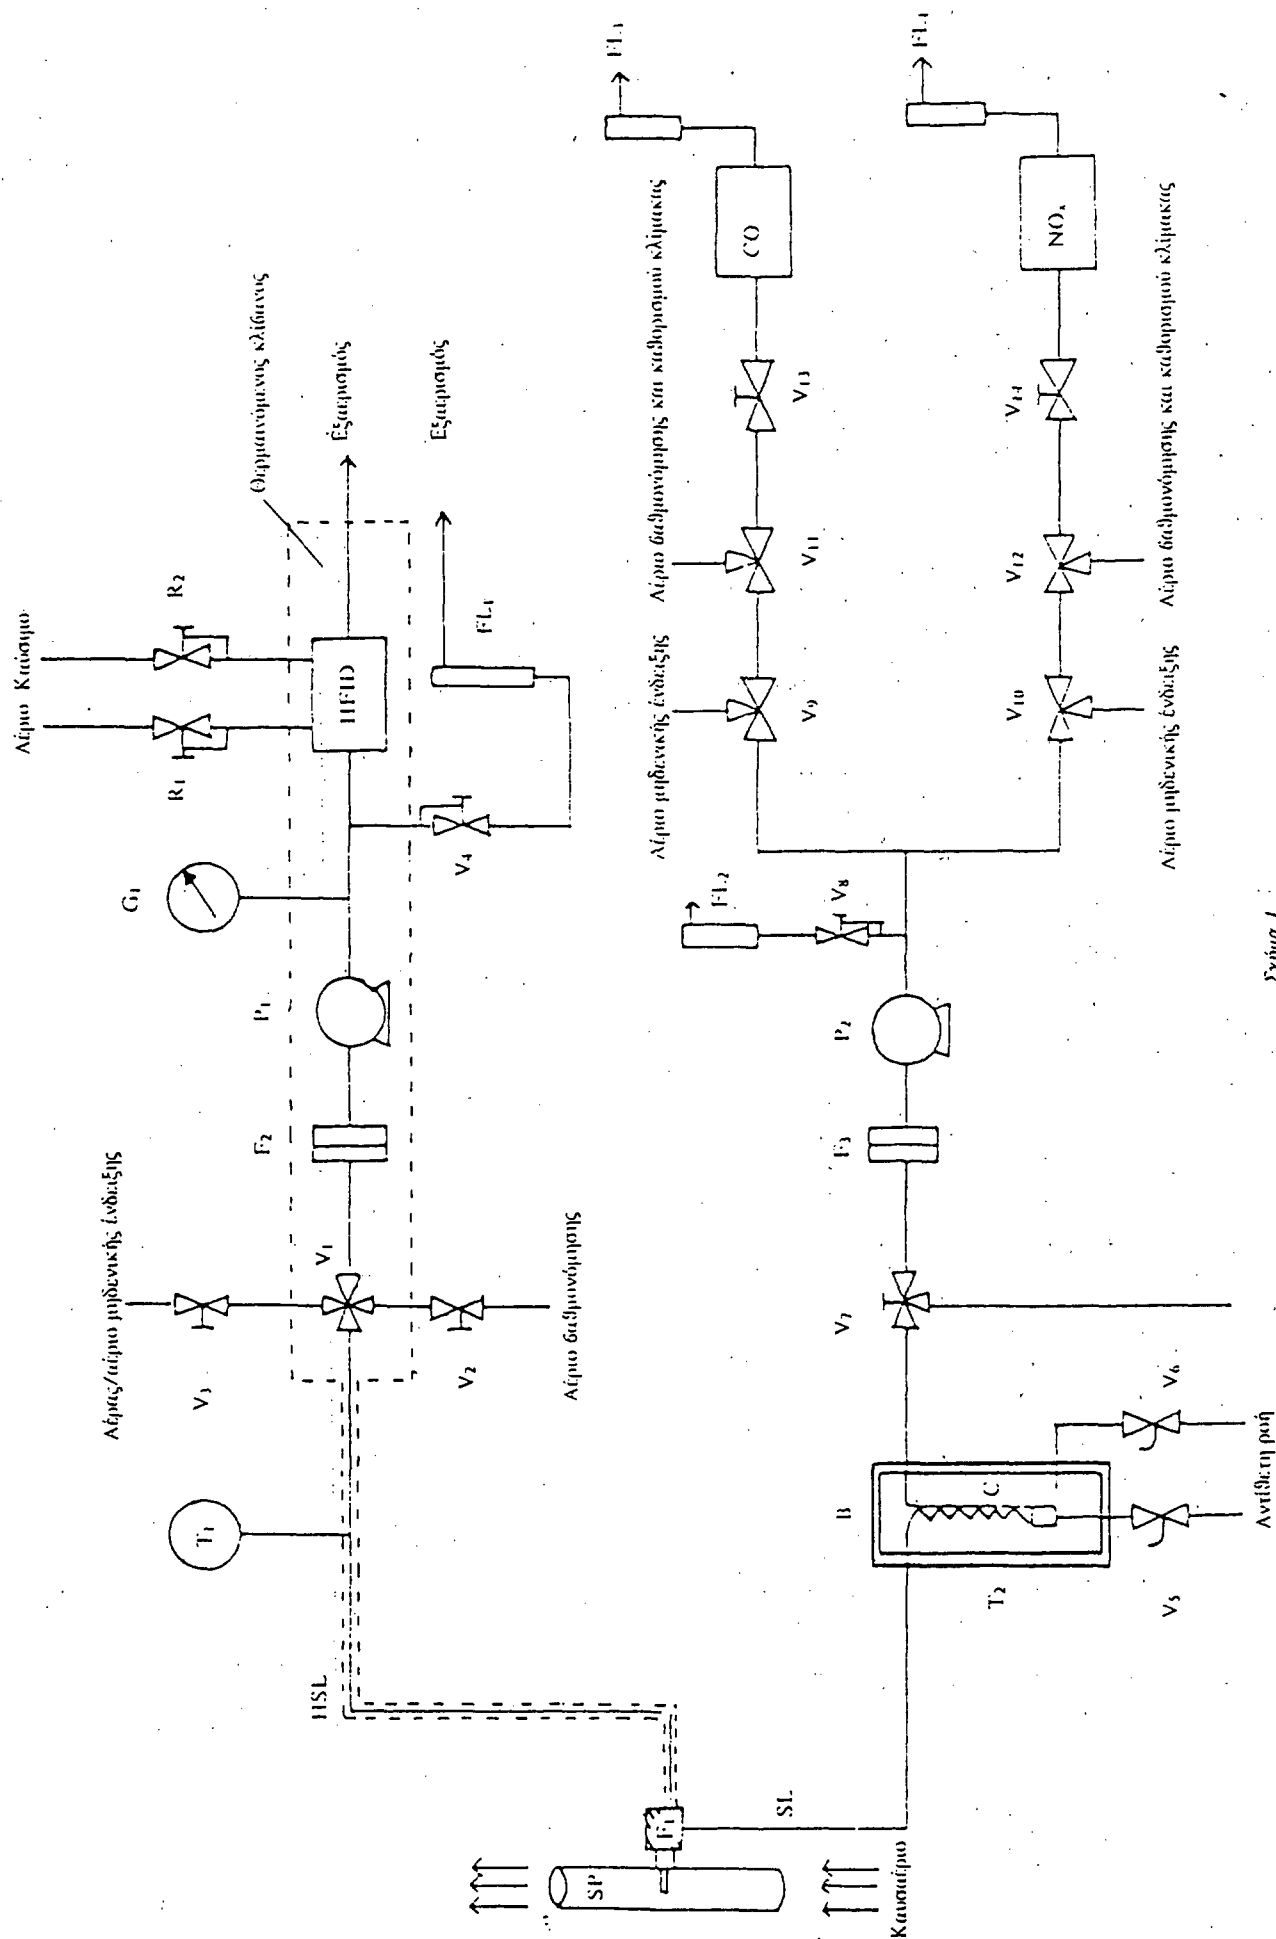 Αέριο Καύσιμο
R₁
R₂
Θερμαινόμενος κλίβανος
Εξαερισμός
Εξαερισμός
HFID
FL₁
V₄
G₁
P₁
F₂
Αέρας/αέριο μηδενικής ένδειξης
V₃
V₁
V₂
Αέριο βαθμονόμησης
T₁
HSL
F₁
SP
SL
Καυσαέριο
B
C
T₂
V₅
V₆
Αντίθετη ροή
V₇
F₃
P₂
FL₂
V₈
Αέριο μηδενικής ένδειξης
V₉
Αέριο βαθμονόμησης και καθορισμού κλίμακας
V₁₁
V₁₃
CO
FL₃
V₁₀
Αέριο μηδενικής ένδειξης
V₁₂
Αέριο βαθμονόμησης και καθορισμού κλίμακας
V₁₄
NOₓ
FL₄
Σχήμα 1